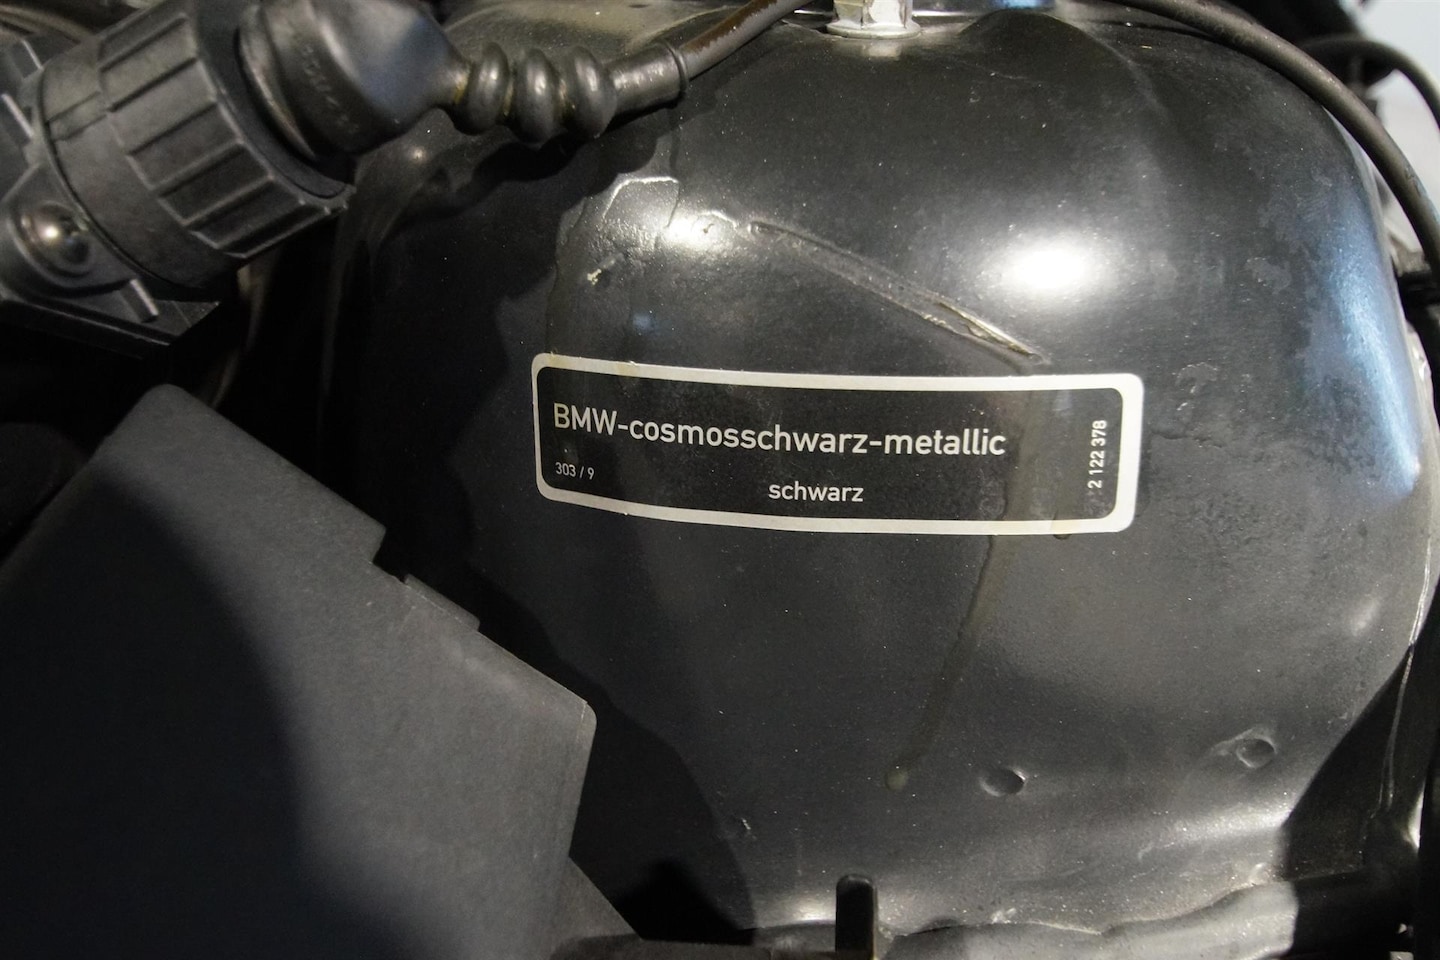 BMW-cosmosschwarz-metallic
303 / 9
schwarz
2 122 378